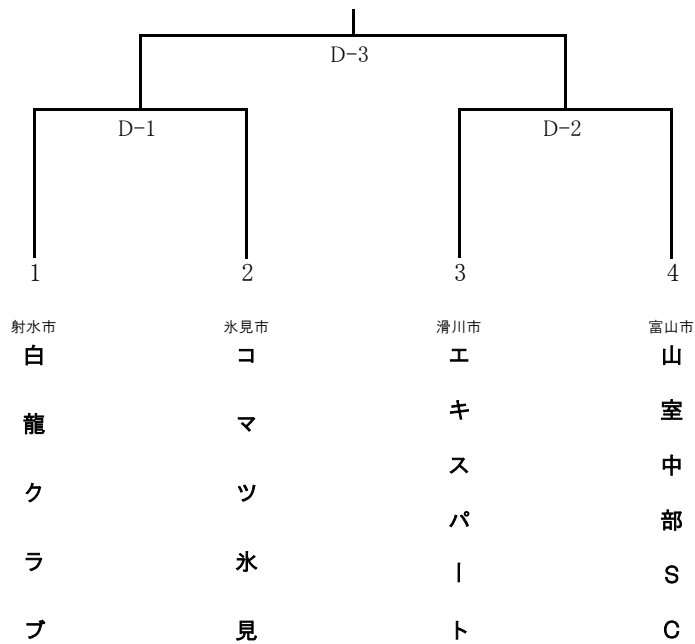 D-3
D-1
D-2
1
2
3
4
射水市
氷見市
滑川市
富山市
白龍クラブ
コマツ氷見
エキスパート
山室中部SC